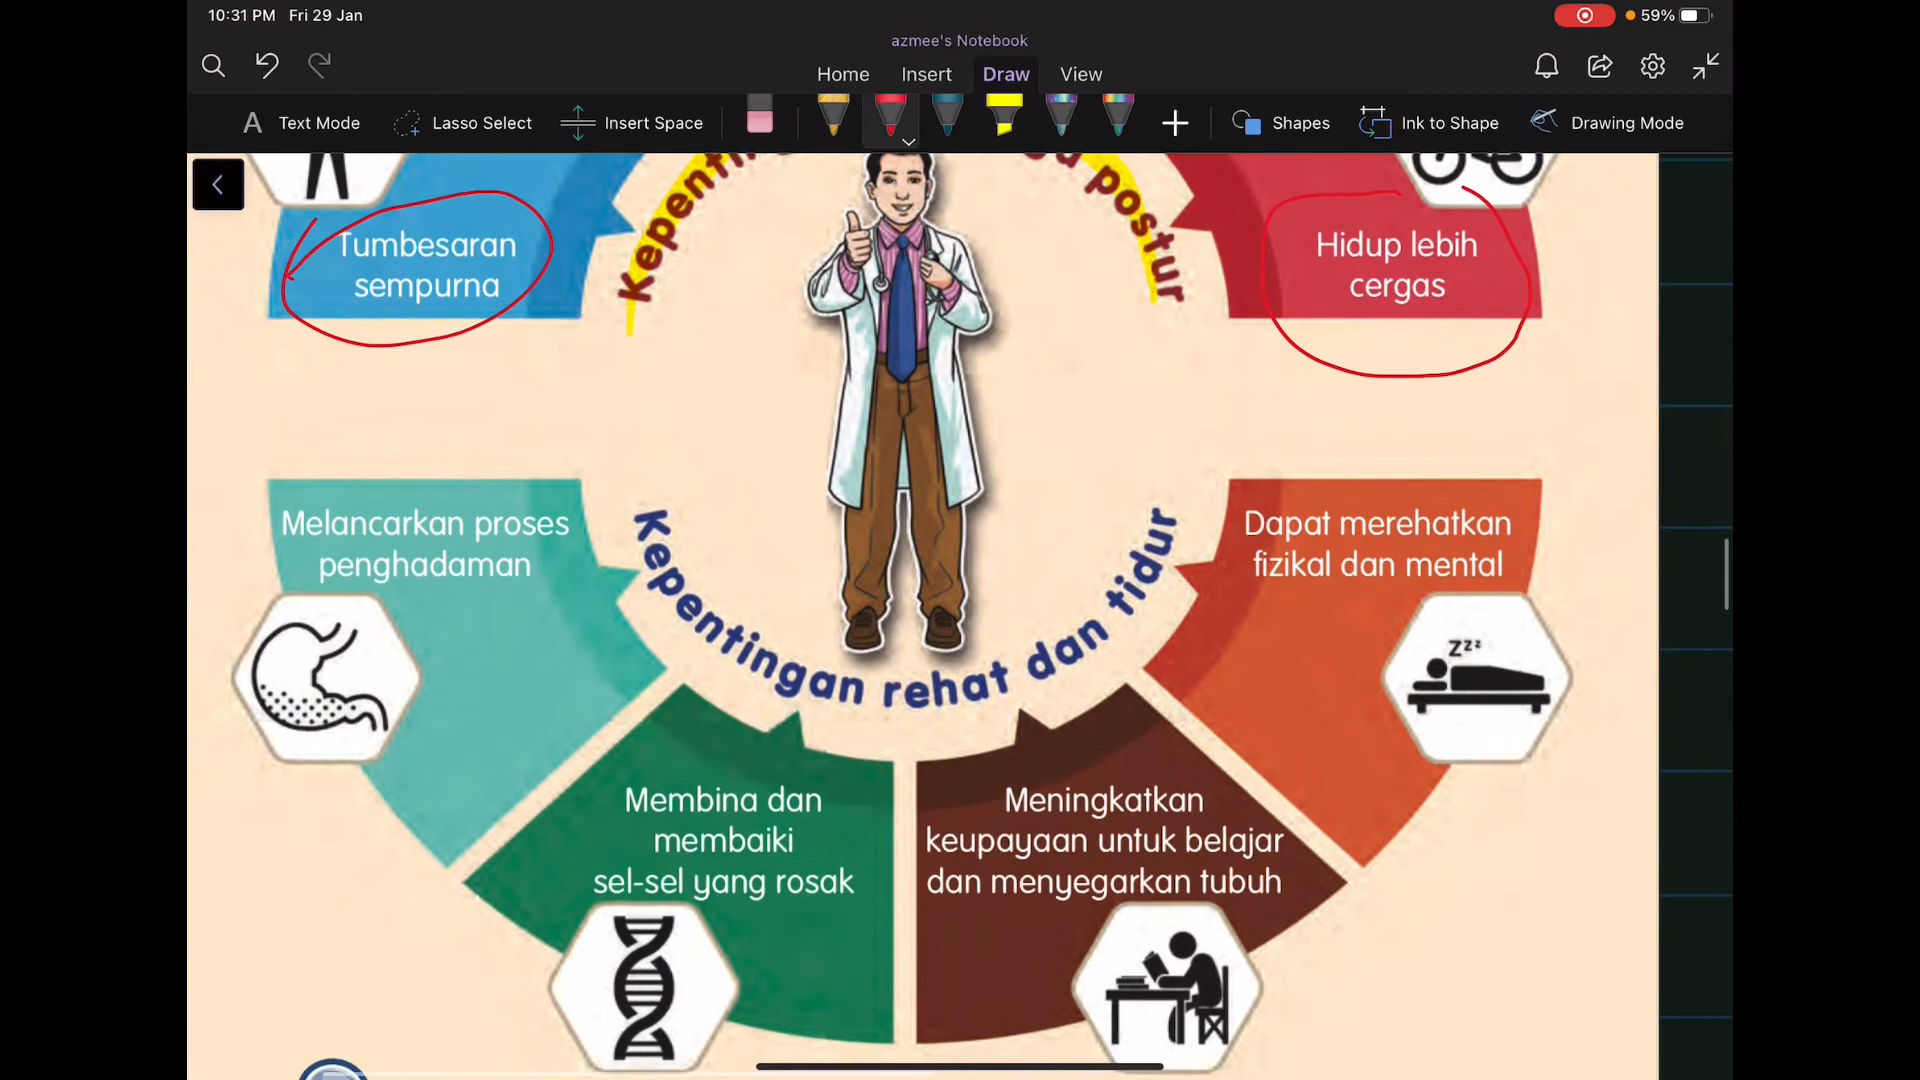 10:31 PM Fri 29 Jan
59%
azmee's Notebook
Home Insert Draw View
A Text Mode Lasso Select Insert Space Shapes Ink to Shape Drawing Mode
postur
Tumbesaran
sempurna
Hidup lebih
cergas
Melancarkan proses
penghadaman
Dapat merehatkan
fizikal dan mental
zzz
Kepentingan rehat dan tidur
Membina dan
membaiki
sel-sel yang rosak
Meningkatkan
keupayaan untuk belajar
dan menyegarkan tubuh